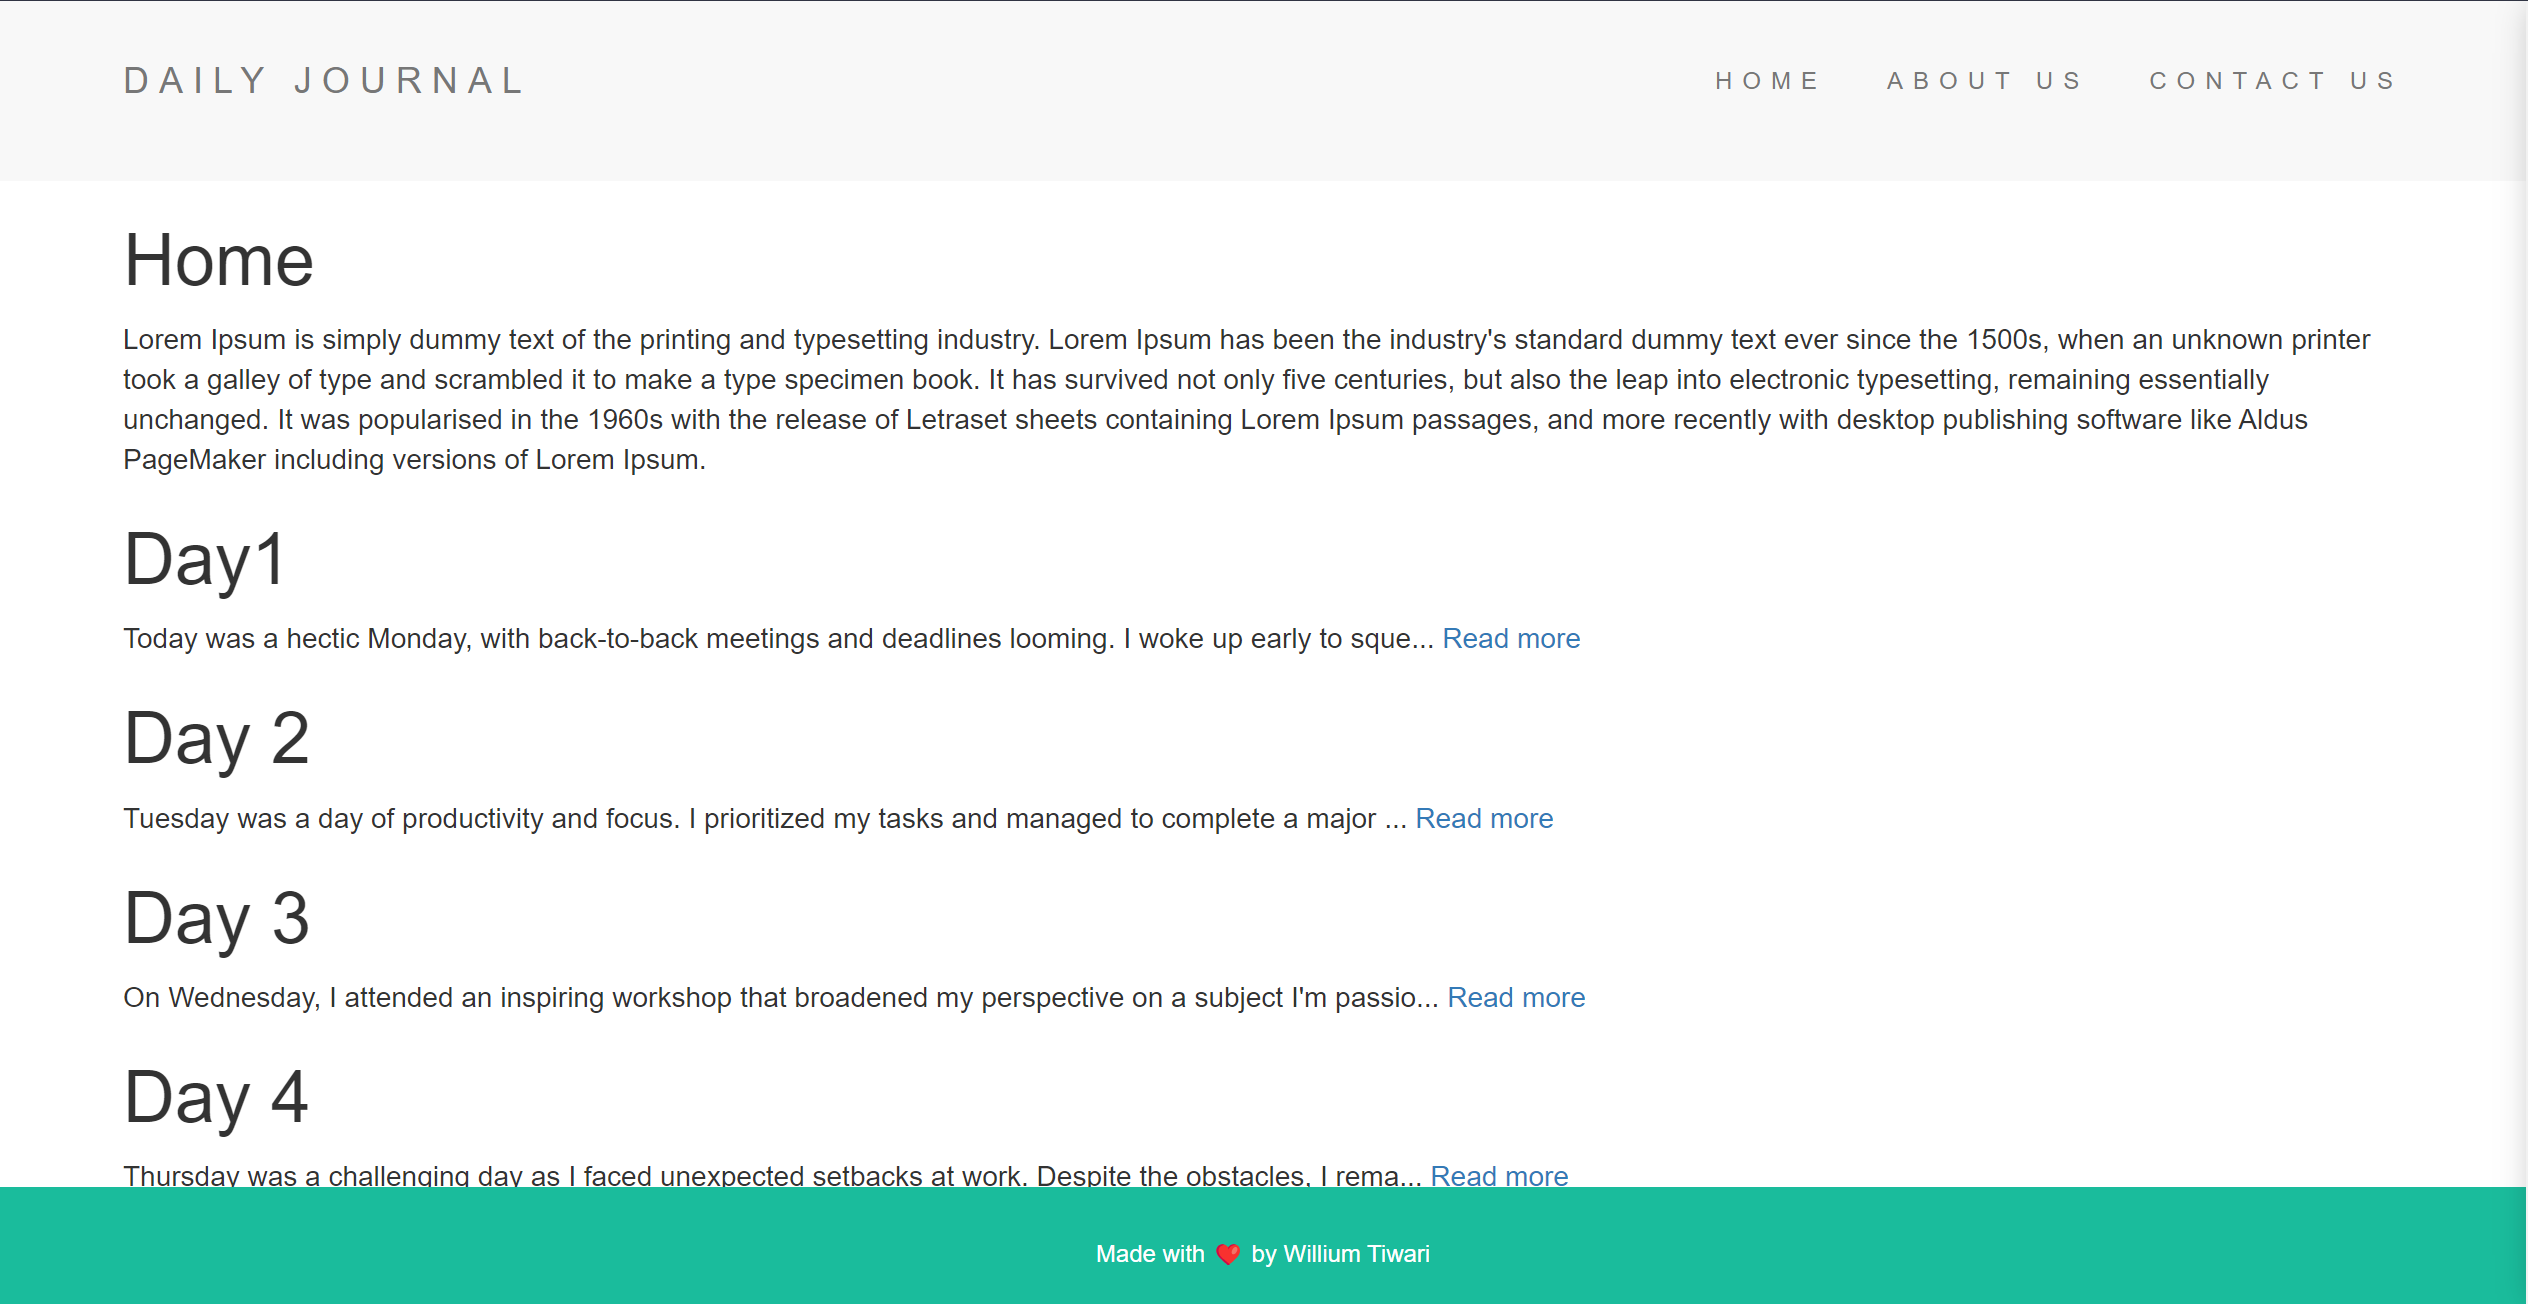 DAILY JOURNAL
HOME ABOUT US CONTACT US
Home
Lorem Ipsum is simply dummy text of the printing and typesetting industry. Lorem Ipsum has been the industry's standard dummy text ever since the 1500s, when an unknown printer
took a galley of type and scrambled it to make a type specimen book. It has survived not only five centuries, but also the leap into electronic typesetting, remaining essentially
unchanged. It was popularised in the 1960s with the release of Letraset sheets containing Lorem Ipsum passages, and more recently with desktop publishing software like Aldus
PageMaker including versions of Lorem Ipsum.
Day1
Today was a hectic Monday, with back-to-back meetings and deadlines looming. I woke up early to sque... Read more
Day 2
Tuesday was a day of productivity and focus. I prioritized my tasks and managed to complete a major ... Read more
Day 3
On Wednesday, I attended an inspiring workshop that broadened my perspective on a subject I'm passio... Read more
Day 4
Thursday was a challenging day as I faced unexpected setbacks at work. Despite the obstacles, I rema... Read more
Made with ❤️ by Willium Tiwari